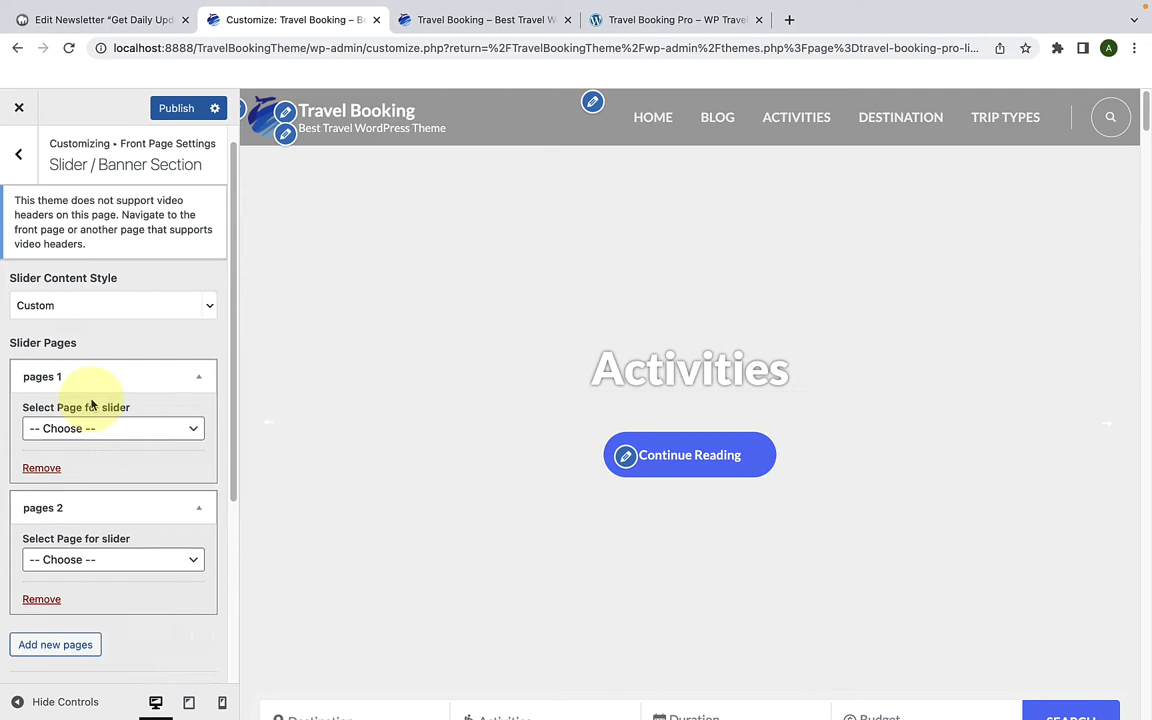 Edit Newsletter “Get Daily Upd
Customize: Travel Booking – Be
Travel Booking – Best Travel W
Travel Booking Pro – WP Trave
localhost:8888/TravelBookingTheme/wp-admin/customize.php?return=%2FTravelBookingTheme%2Fwp-admin%2Fthemes.php%3Fpage%3Dtravel-booking-pro-li...
A
Publish
Customizing ▸ Front Page Settings
Slider / Banner Section
This theme does not support video
headers on this page. Navigate to the
front page or another page that supports
video headers.
Slider Content Style
Custom
Slider Pages
pages 1
Select Page for slider
-- Choose --
Remove
pages 2
Select Page for slider
-- Choose --
Remove
Add new pages
Hide Controls
Travel Booking
Best Travel WordPress Theme
HOME
BLOG
ACTIVITIES
DESTINATION
TRIP TYPES
Activities
Continue Reading
Destination
Activities
Duration
Budget
SEARCH